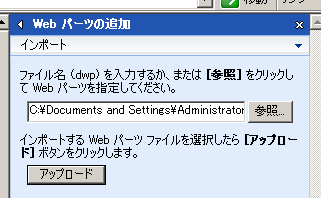 Web パーツの追加
インポート
ファイル名 (dwp) を入力するか、または [参照] をクリックし
て Web パーツを指定してください。
C:¥Documents and Settings¥Administrator
参照...
インポートする Web パーツ ファイルを選択したら [アップロー
ド] ボタンをクリックします。
アップロード